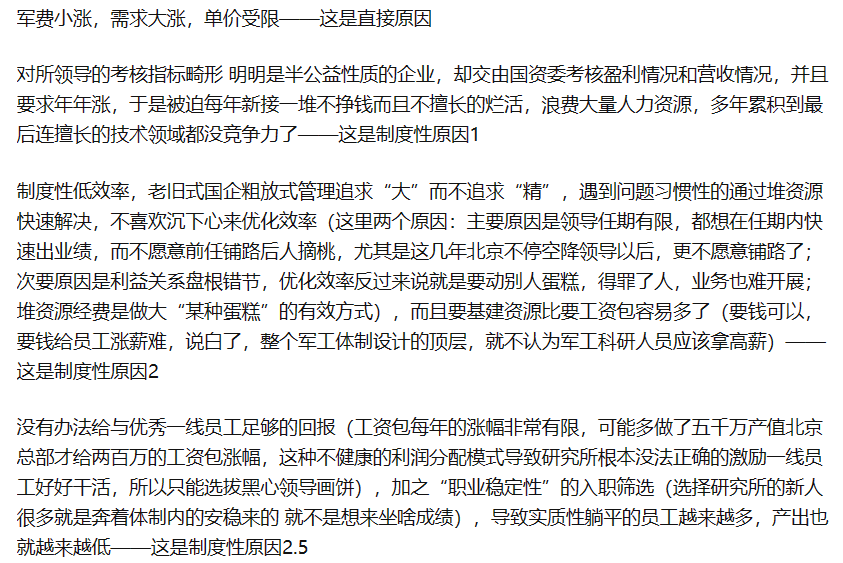 军费小涨，需求大涨，单价受限——这是直接原因
对所领导的考核指标畸形 明明是半公益性质的企业，却交由国资委考核盈利情况和营收情况，并且
要求年年涨，于是被迫每年新接一堆不挣钱而且不擅长的烂活，浪费大量人力资源，多年累积到最
后连擅长的技术领域都没竞争力了——这是制度性原因1
制度性低效率，老旧式国企粗放式管理追求“大”而不追求“精”，遇到问题习惯性的通过堆资源
快速解决，不喜欢沉下心来优化效率（这里两个原因：主要原因是领导任期有限，都想在任期内快
速出业绩，而不愿意前任铺路后人摘桃，尤其是这几年北京不停空降领导以后，更不愿意铺路了；
次要原因是利益关系盘根错节，优化效率反过来说就是要动别人蛋糕，得罪了人，业务也难开展；
堆资源经费是做大“某种蛋糕”的有效方式），而且要基建资源比要工资包容易多了（要钱可以，
要钱给员工涨薪难，说白了，整个军工体制设计的顶层，就不认为军工科研人员应该拿高薪）——
这是制度性原因2
没有办法给与优秀一线员工足够的回报（工资包每年的涨幅非常有限，可能多做了五千万产值北京
总部才给两百万的工资包涨幅，这种不健康的利润分配模式导致研究所根本没法正确的激励一线员
工好好干活，所以只能选拔黑心领导画饼），加之“职业稳定性”的入职筛选（选择研究所的新人
很多就是奔着体制内的安稳来的 就不是想来坐啥成绩），导致实质性躺平的员工越来越多，产出也
就越来越低——这是制度性原因2.5